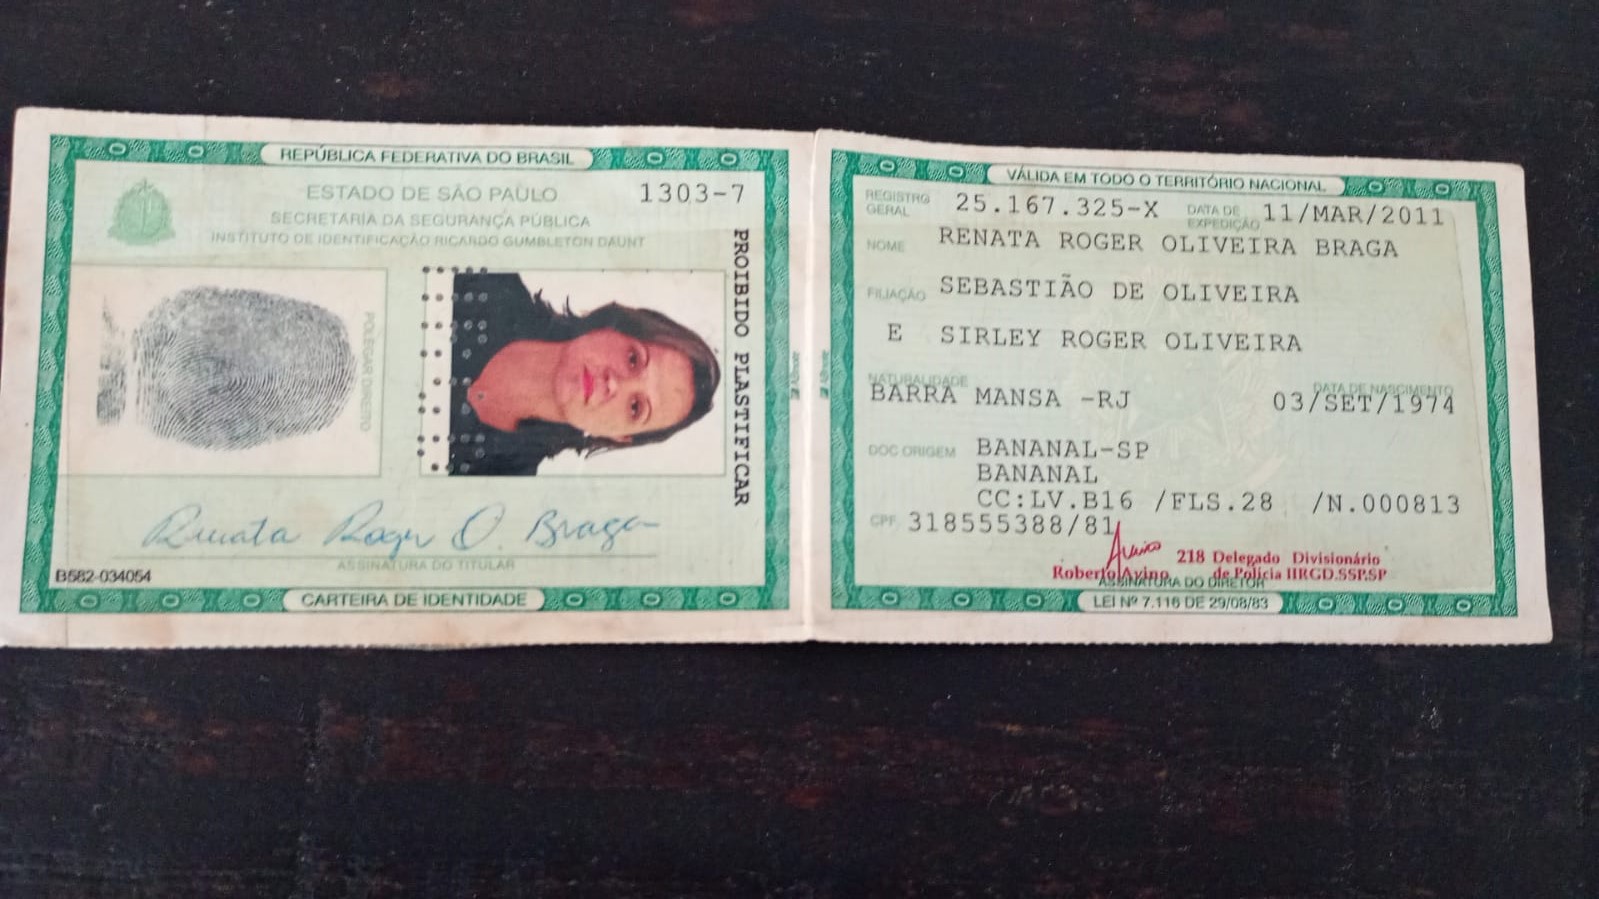 REPÚBLICA FEDERATIVA DO BRASIL
ESTADO DE SÃO PAULO
1303-7
SECRETARIA DA SEGURANÇA PÚBLICA
INSTITUTO DE IDENTIFICAÇÃO RICARDO GUMBLETON DAUNT
POLEGAR DIREITO
PROIBIDO PLASTIFICAR
Renata Roger O. Braga
ASSINATURA DO TITULAR
B582-034054
CARTEIRA DE IDENTIDADE
VÁLIDA EM TODO O TERRITÓRIO NACIONAL
REGISTRO GERAL 25.167.325-X DATA DE EXPEDIÇÃO 11/MAR/2011
NOME RENATA ROGER OLIVEIRA BRAGA
FILIAÇÃO SEBASTIÃO DE OLIVEIRA
E SIRLEY ROGER OLIVEIRA
NATURALIDADE DATA DE NASCIMENTO
BARRA MANSA -RJ 03/SET/1974
DOC ORIGEM BANANAL-SP
BANANAL
CC:LV.B16 /FLS.28 /N.000813
CPF 318555388/81
218 Delegado Divisionário
Roberto Avino de Polícia IIRGD.SSP.SP
ASSINATURA DO DIRETOR
LEI Nº 7.116 DE 29/08/83